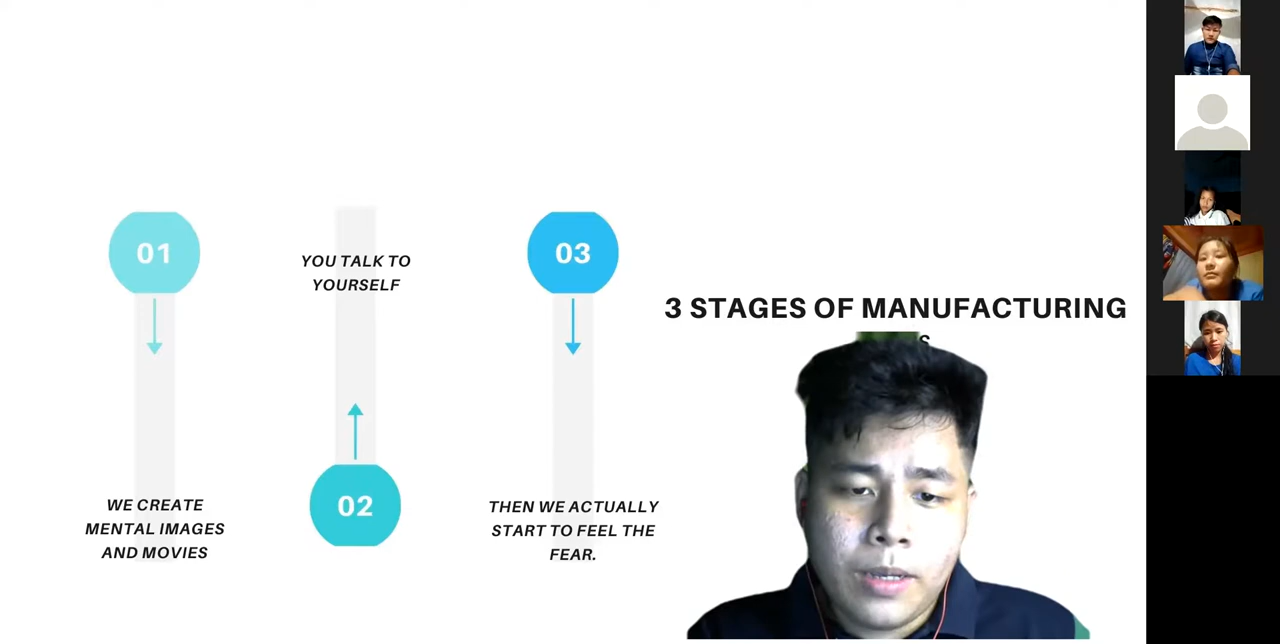 01
WE CREATE
MENTAL IMAGES
AND MOVIES
YOU TALK TO
YOURSELF
02
03
THEN WE ACTUALLY
START TO FEEL THE
FEAR.
3 STAGES OF MANUFACTURING